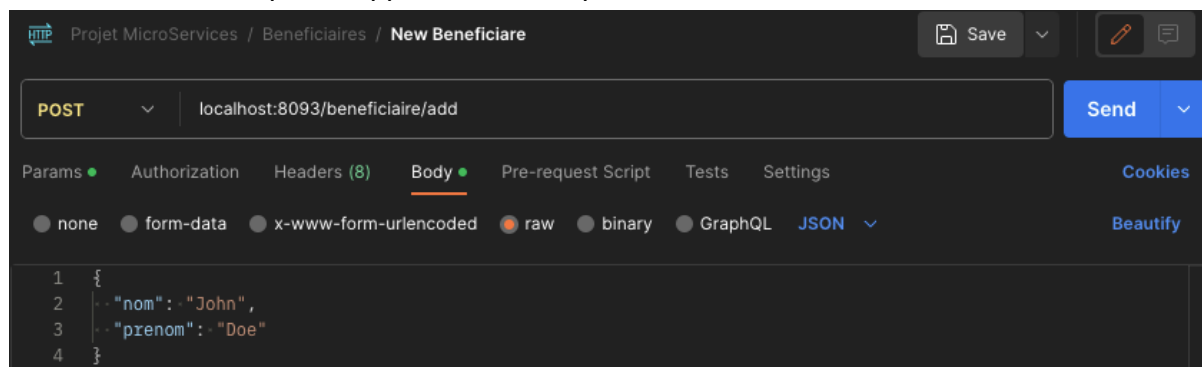 HTTP Projet MicroServices / Beneficiaires / New Beneficiare Save
POST localhost:8093/beneficiaire/add Send
Params Authorization Headers (8) Body Pre-request Script Tests Settings Cookies
none form-data x-www-form-urlencoded raw binary GraphQL JSON Beautify
1 {
2 "nom": "John",
3 "prenom": "Doe"
4 }